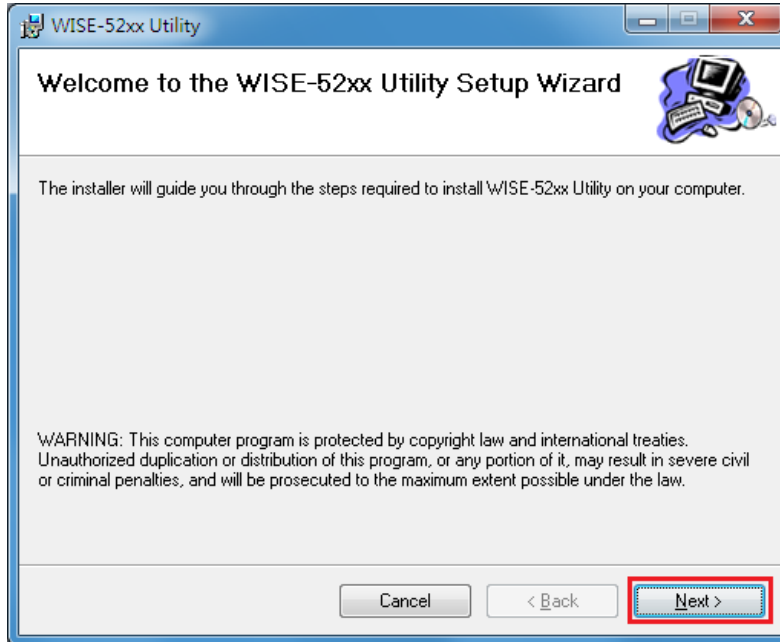 WISE-52xx Utility
Welcome to the WISE-52xx Utility Setup Wizard
The installer will guide you through the steps required to install WISE-52xx Utility on your computer.
WARNING: This computer program is protected by copyright law and international treaties.
Unauthorized duplication or distribution of this program, or any portion of it, may result in severe civil
or criminal penalties, and will be prosecuted to the maximum extent possible under the law.
Cancel
< Back
Next >